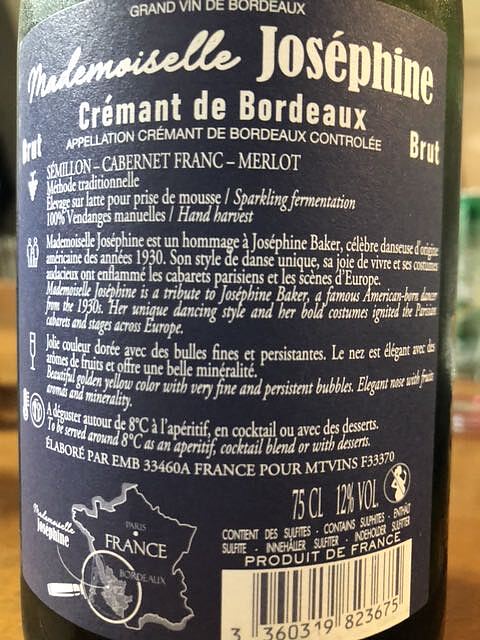 GRAND VIN DE BORDEAUX
Mademoiselle Joséphine
Crémant de Bordeaux
APPELLATION CRÉMANT DE BORDEAUX CONTROLÉE
Brut
Brut
SÉMILLON – CABERNET FRANC – MERLOT
Méthode traditionnelle
Élevage sur latte pour prise de mousse / Sparkling fermentation
100% Vendanges manuelles / Hand harvest
Mademoiselle Joséphine est un hommage à Joséphine Baker, célèbre danseuse d'origine
américaine des années 1930. Son style de danse unique, sa joie de vivre et ses costumes
audacieux ont enflammé les cabarets parisiens et les scènes d'Europe.
Mademoiselle Joséphine is a tribute to Joséphine Baker, a famous American-born dancer
from the 1930s. Her unique dancing style and her bold costumes ignited the Parisian
cabarets and stages across Europe.
Jolie couleur dorée avec des bulles fines et persistantes. Le nez est élégant avec des
arômes de fruits et offre une belle minéralité.
Beautiful golden yellow color with very fine and persistent bubbles. Elegant nose with fruits
aromas and minerality.
A déguster autour de 8°C à l'apéritif, en cocktail ou avec des desserts.
To be served around 8°C as an aperitif, cocktail blend or with desserts.
ÉLABORÉ PAR EMB 33460A FRANCE POUR MTVINS F33370
75 CL 12% VOL.
CONTIENT DES SULFITES - CONTAINS SULPHITES - ENTHÄLT
SULFITE - INNEHÅLLER SULFITER - INDEHOLDER SULFITTER
PRODUIT DE FRANCE
Mademoiselle
Joséphine
PARIS
FRANCE
BORDEAUX
3 360319 823675